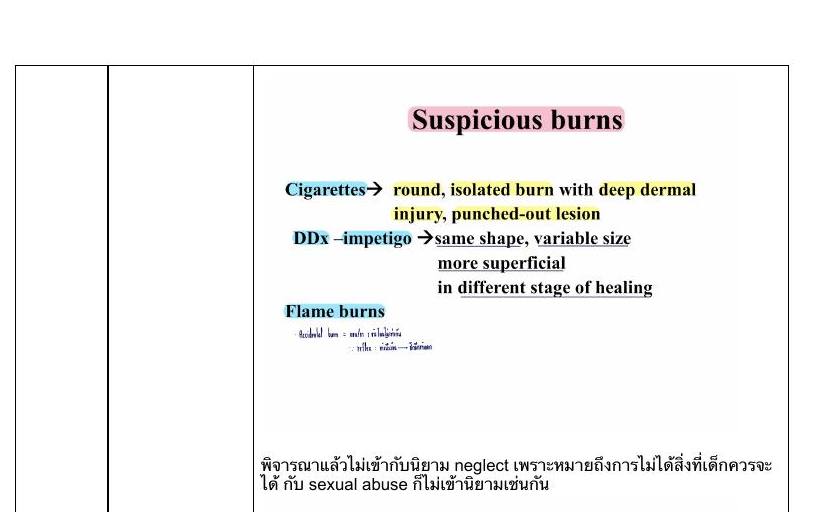 Suspicious burns
Cigarettes→ round, isolated burn with deep dermal
injury, punched-out lesion
DDx –impetigo →same shape, variable size
more superficial
in different stage of healing
Flame burns
Accidental burn =
พิจารณาแล้วไม่เข้ากับนิยาม neglect เพราะหมายถึงการไม่ได้สิ่งที่เด็กควรจะ
ได้ กับ sexual abuse ก็ไม่เข้านิยามเช่นกัน